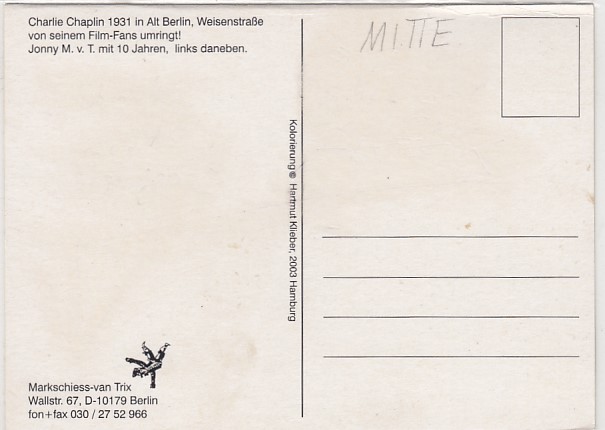 Charlie Chaplin 1931 in Alt Berlin, Weisenstraße
von seinem Film-Fans umringt!
Jonny M. v. T. mit 10 Jahren, links daneben.
MITTE
Kolorierung © Hartmut Klieber, 2003 Hamburg
Markschiess-van Trix
Wallstr. 67, D-10179 Berlin
fon+fax 030 / 27 52 966